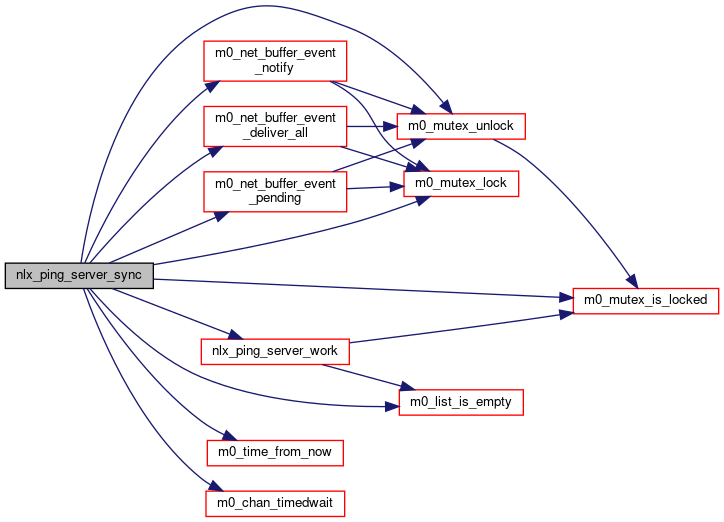 m0_net_buffer_event
_notify
m0_net_buffer_event
_deliver_all
m0_mutex_unlock
m0_net_buffer_event
_pending
m0_mutex_lock
nlx_ping_server_sync
m0_mutex_is_locked
nlx_ping_server_work
m0_list_is_empty
m0_time_from_now
m0_chan_timedwait